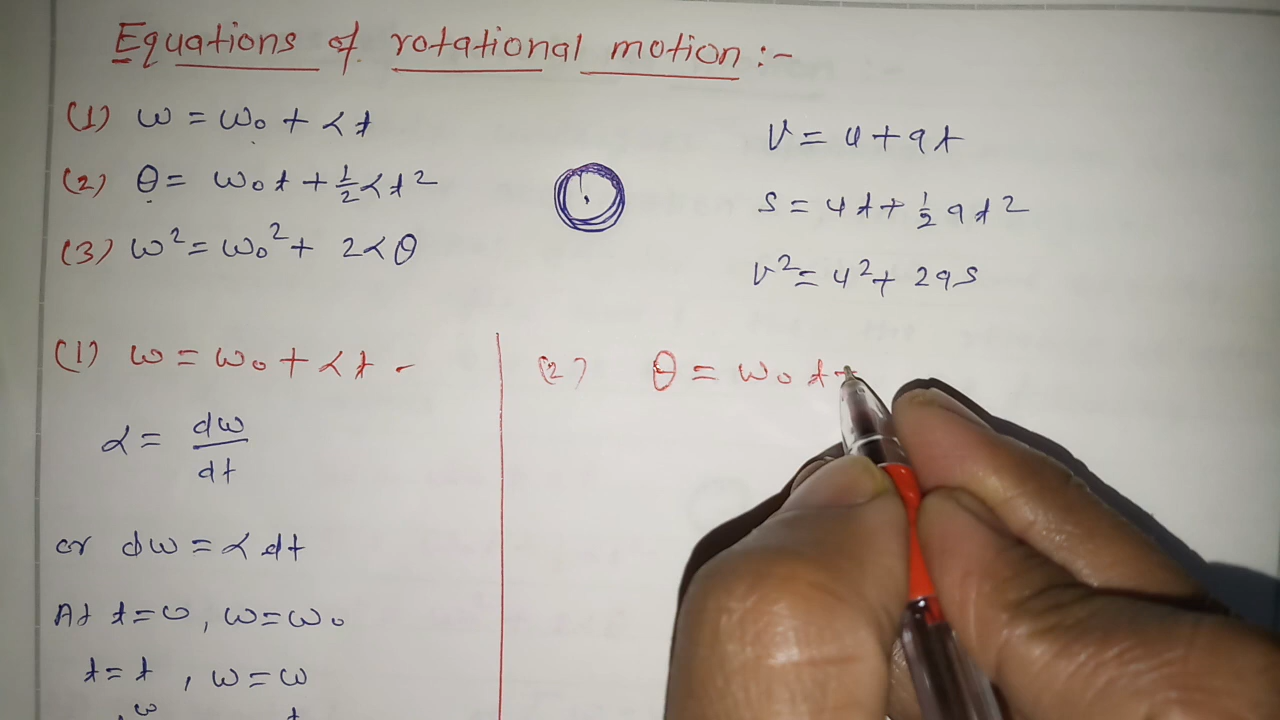 Equations of rotational motion :-
(1) ω = ω₀ + αt
(2) θ = ω₀t + ½αt²
(3) ω² = ω₀² + 2αθ
v = u + at
s = ut + ½at²
v² = u² + 2as
(1) ω = ω₀ + αt -
α = dω/dt
or dω = αdt
At t=0, ω=ω₀
t=t, ω=ω
ω t
(2) θ = ω₀t+